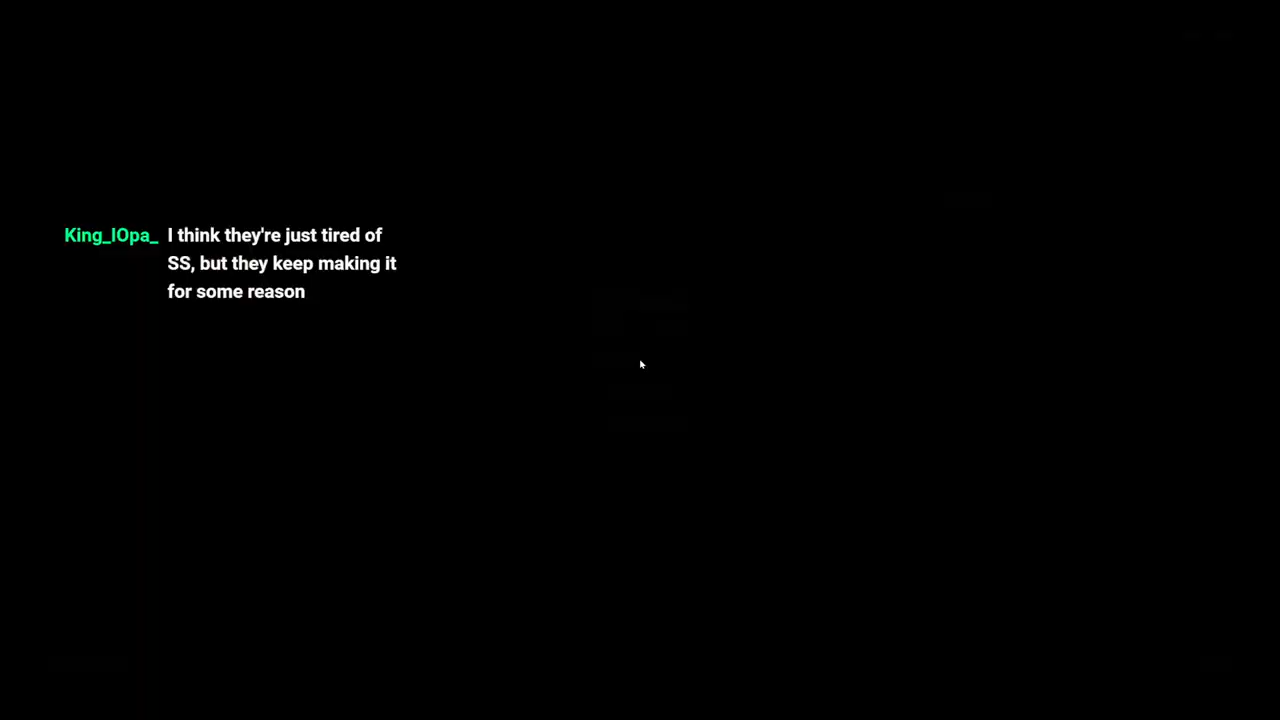 King_lOpa_ I think they're just tired of
SS, but they keep making it
for some reason